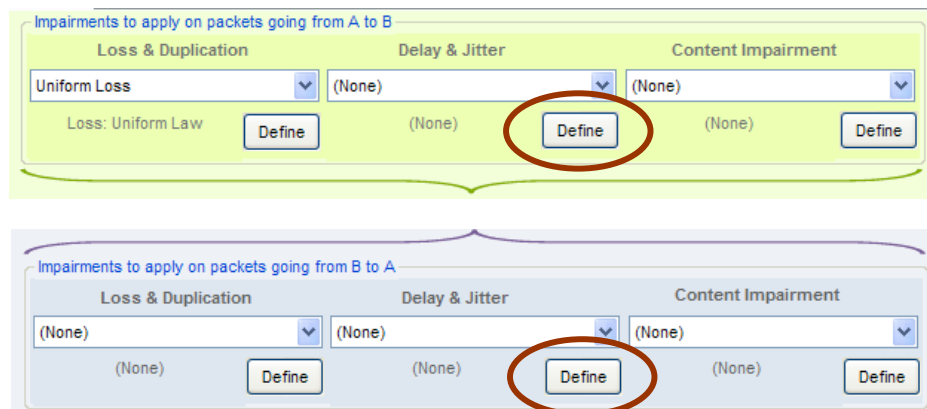 Impairments to apply on packets going from A to B
Loss & Duplication Delay & Jitter Content Impairment
Uniform Loss (None) (None)
Loss: Uniform Law Define (None) Define (None) Define
Impairments to apply on packets going from B to A
Loss & Duplication Delay & Jitter Content Impairment
(None) (None) (None)
(None) Define (None) Define (None) Define